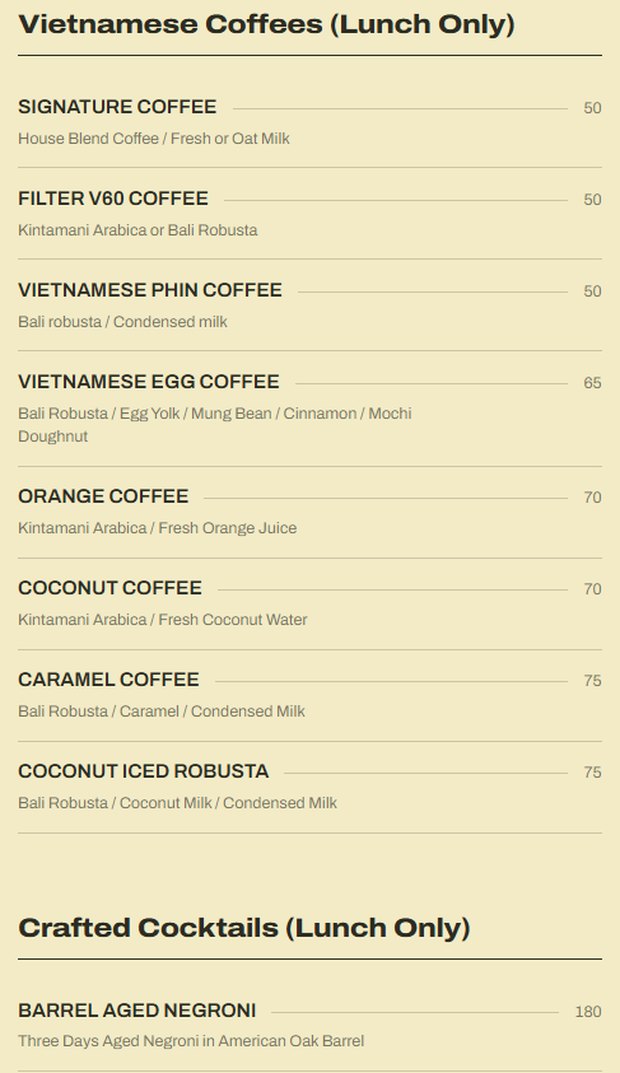 Vietnamese Coffees (Lunch Only)
SIGNATURE COFFEE 50
House Blend Coffee / Fresh or Oat Milk
FILTER V60 COFFEE 50
Kintamani Arabica or Bali Robusta
VIETNAMESE PHIN COFFEE 50
Bali robusta / Condensed milk
VIETNAMESE EGG COFFEE 65
Bali Robusta / Egg Yolk / Mung Bean / Cinnamon / Mochi
Doughnut
ORANGE COFFEE 70
Kintamani Arabica / Fresh Orange Juice
COCONUT COFFEE 70
Kintamani Arabica / Fresh Coconut Water
CARAMEL COFFEE 75
Bali Robusta / Caramel / Condensed Milk
COCONUT ICED ROBUSTA 75
Bali Robusta / Coconut Milk / Condensed Milk
Crafted Cocktails (Lunch Only)
BARREL AGED NEGRONI 180
Three Days Aged Negroni in American Oak Barrel